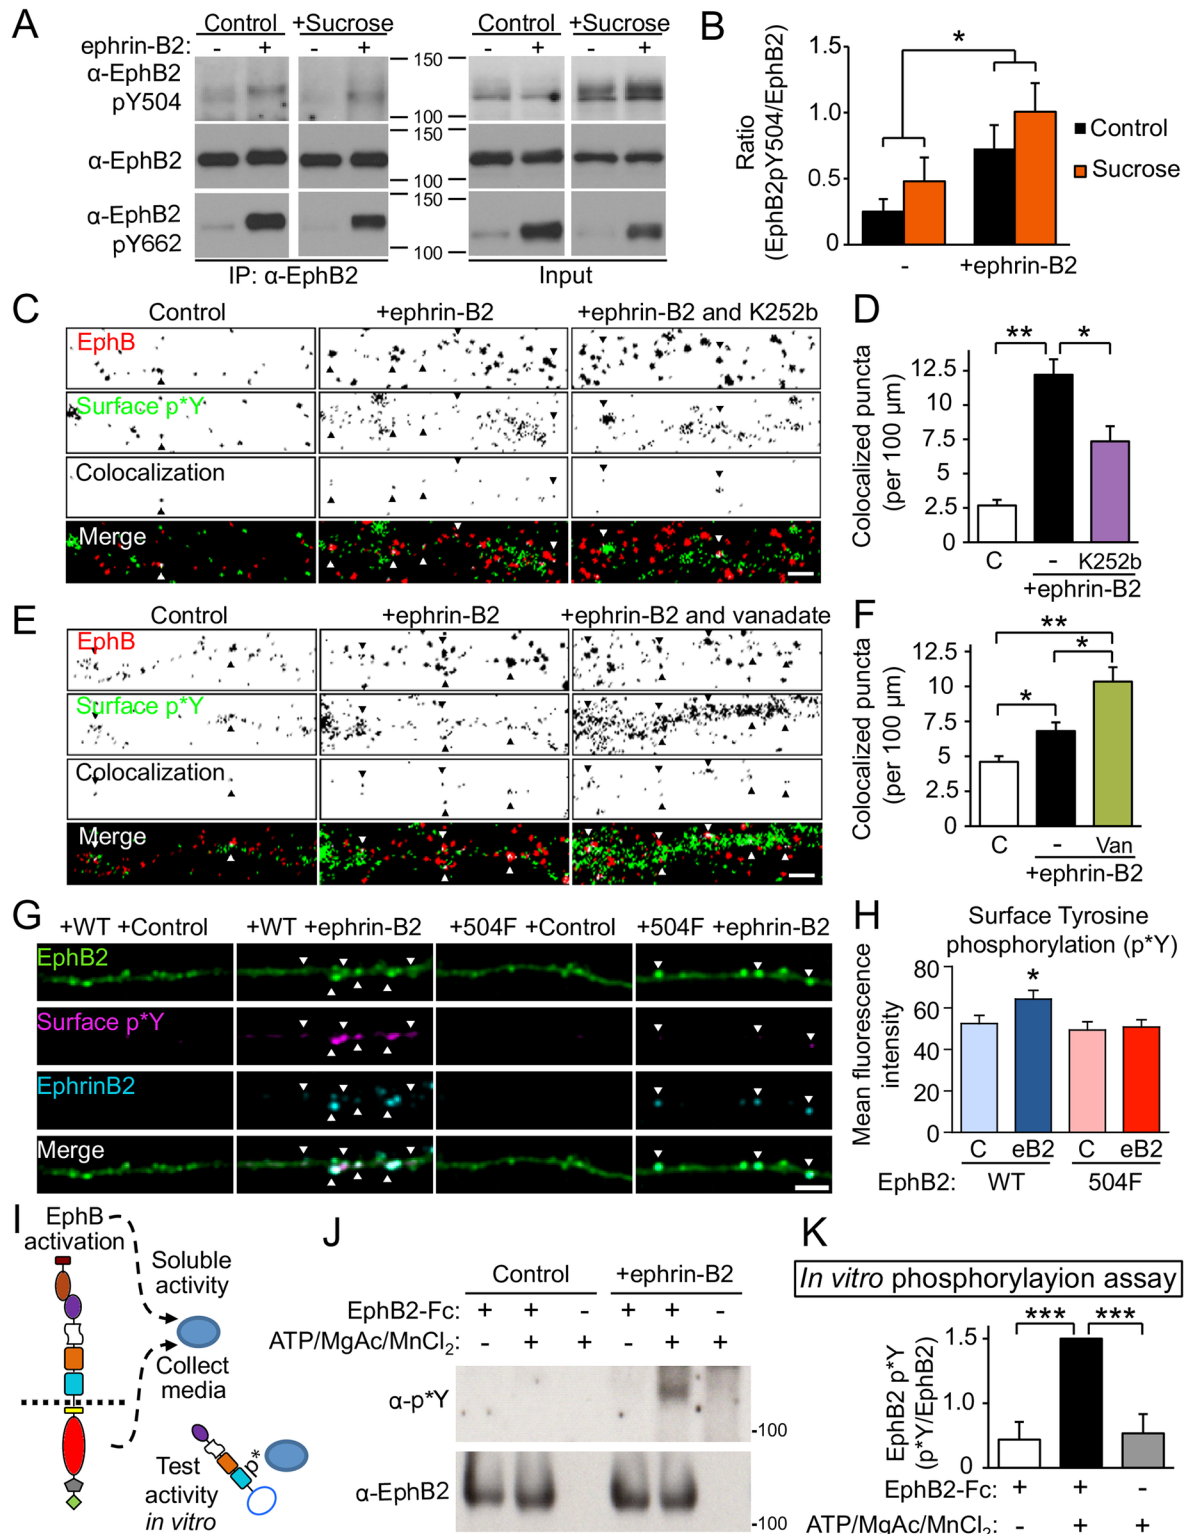 A
Control +Sucrose
Control +Sucrose
ephrin-B2: - + - +
- + - +
α-EphB2
pY504
150
100
α-EphB2
150
100
α-EphB2
pY662
150
100
150
100
150
100
150
100
IP: α-EphB2
Input
B
Ratio
(EphB2pY504/EphB2)
1.5
1.0
0.5
0
*
Control
Sucrose
- +ephrin-B2
C
Control
+ephrin-B2
+ephrin-B2 and K252b
EphB
Surface p*Y
Colocalization
Merge
D
Colocalized puncta
(per 100 µm)
12.5
10
7.5
5
2.5
0
** *
C - K252b
+ephrin-B2
E
Control
+ephrin-B2
+ephrin-B2 and vanadate
EphB
Surface p*Y
Colocalization
Merge
F
Colocalized puncta
(per 100 µm)
12.5
10
7.5
5
2.5
0
**
*
*
C - Van
+ephrin-B2
G
+WT +Control
+WT +ephrin-B2
+504F +Control
+504F +ephrin-B2
EphB2
Surface p*Y
EphrinB2
Merge
H
Surface Tyrosine
phosphorylation (p*Y)
Mean fluorescence
intensity
80
60
40
20
0
*
C eB2 C eB2
EphB2: WT 504F
I
EphB
activation
Soluble
activity
Collect
media
Test
activity
in vitro
p*
J
Control
+ephrin-B2
EphB2-Fc: + + - + + -
ATP/MgAc/MnCl2: - + + - + +
α-p*Y
-100
α-EphB2
-100
K
In vitro phosphorylayion assay
EphB2 p*Y
(p*Y/EphB2)
1.5
1.0
0
*** ***
EphB2-Fc: + + -
ATP/MgAc/MnCl2: - + +